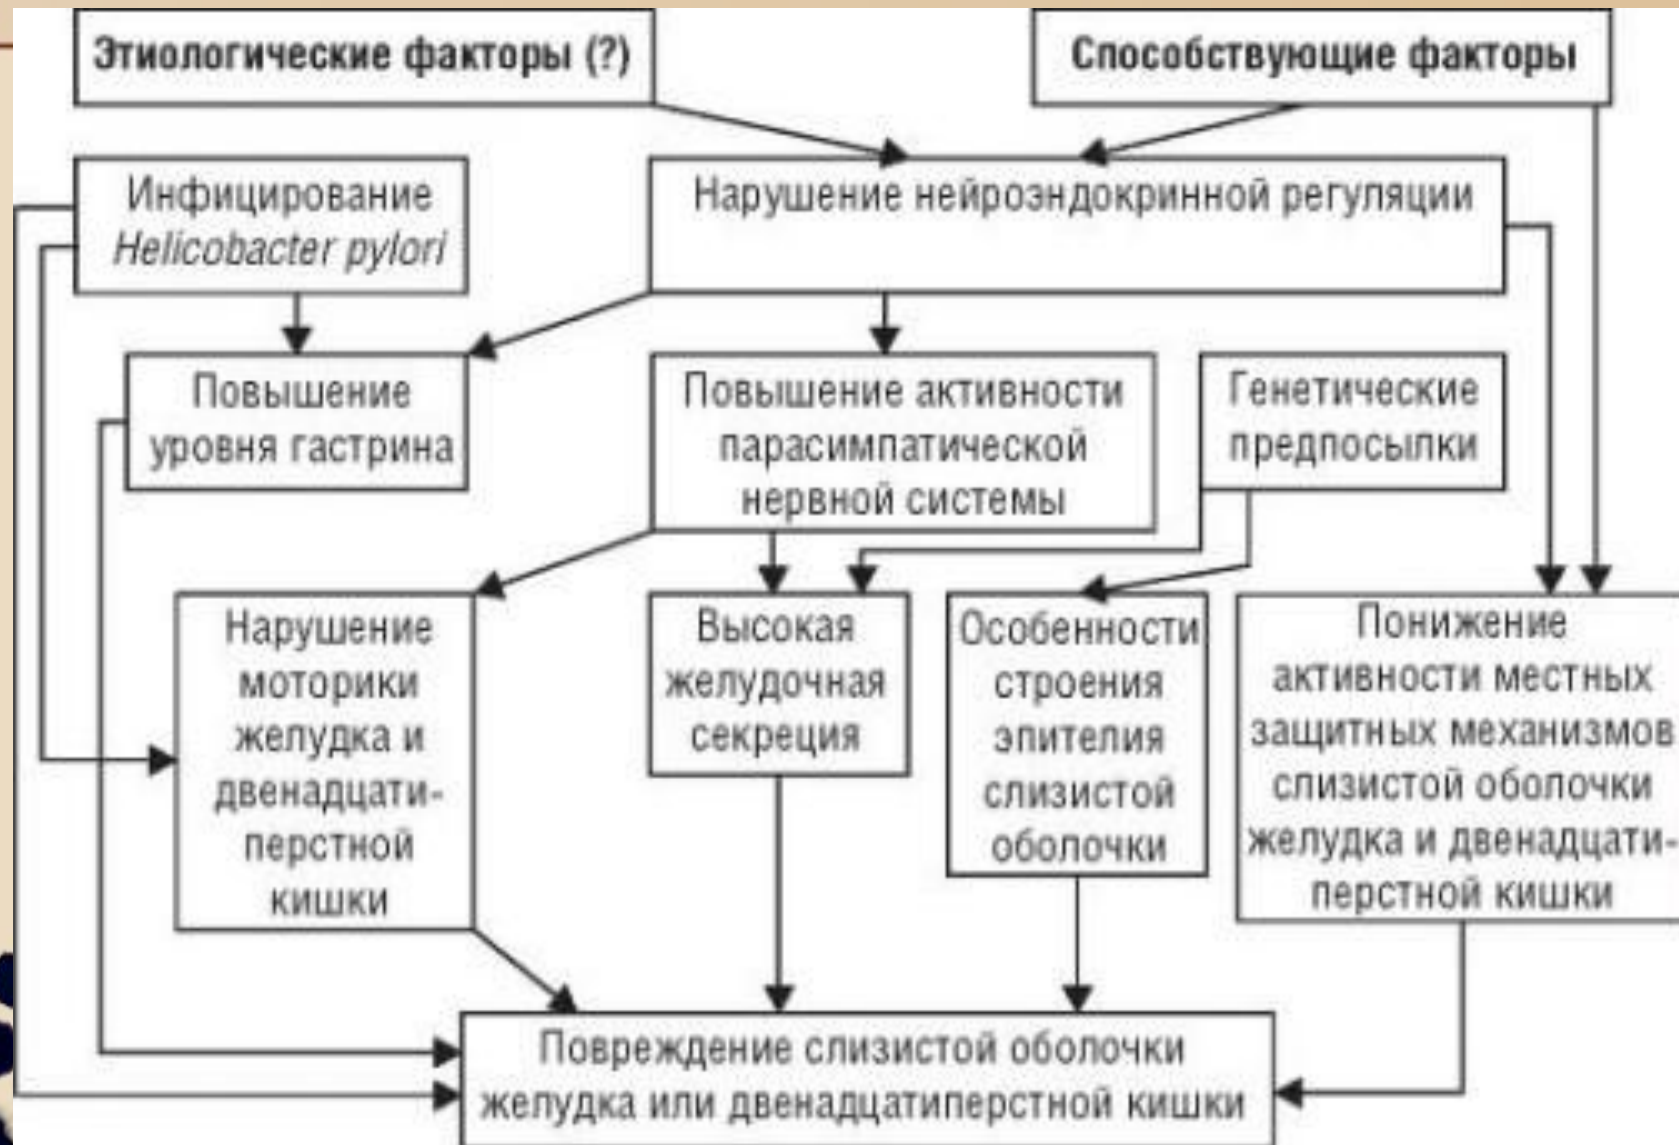 Этиологические факторы (?)
Способствующие факторы
Инфицирование
Helicobacter pylori
Нарушение нейроэндокринной регуляции
Повышение
уровня гастрина
Повышение активности
парасимпатической
нервной системы
Генетические
предпосылки
Нарушение
моторики
желудка и
двенадцати-
перстной
кишки
Высокая
желудочная
секреция
Особенности
строения
эпителия
слизистой
оболочки
Понижение
активности местных
защитных механизмов
слизистой оболочки
желудка и двенадцати-
перстной кишки
Повреждение слизистой оболочки
желудка или двенадцатиперстной кишки